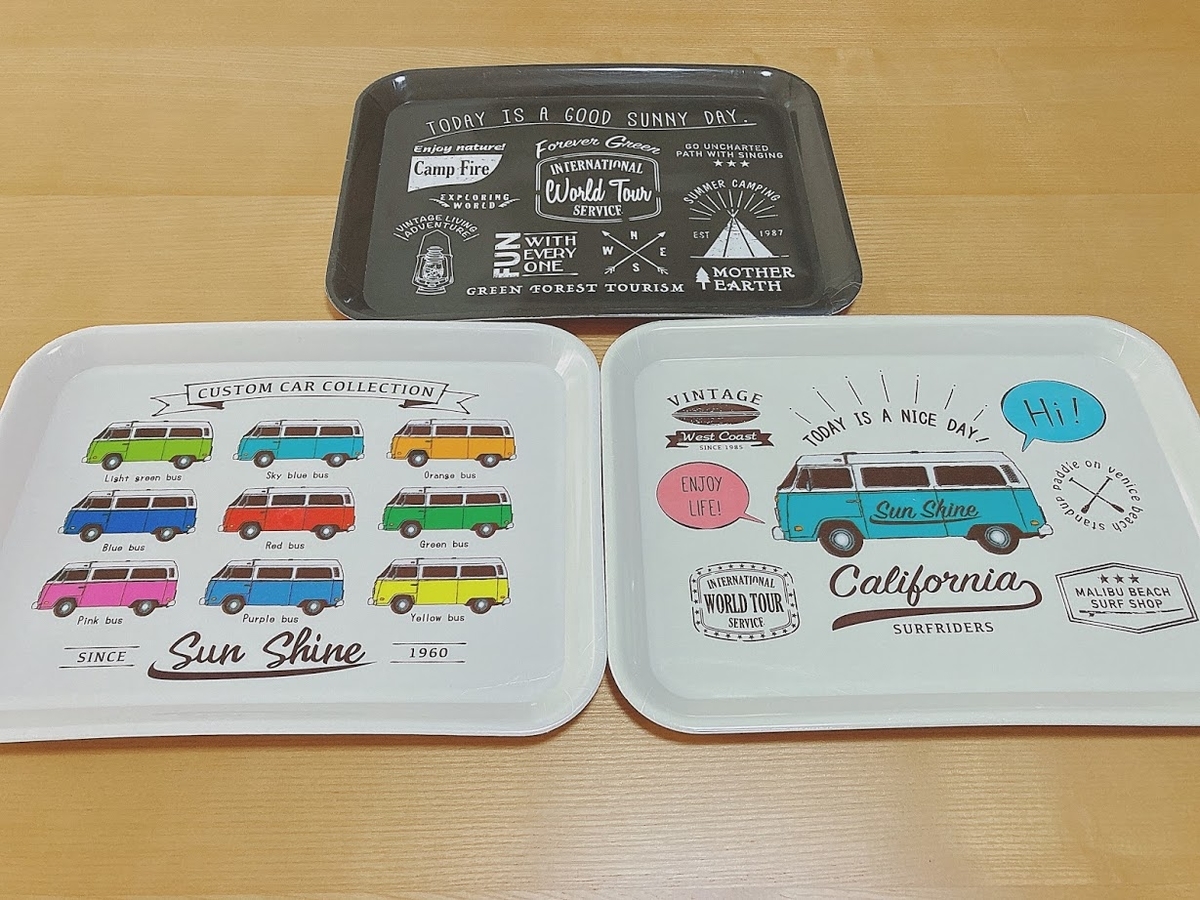 TODAY IS A GOOD SUNNY DAY.
Enjoy nature!
Camp Fire
EXPLORING
WORLD
VINTAGE LIVING
ADVENTURE
Forever Green
INTERNATIONAL
World Tour
SERVICE
FUN
WITH
EVERY
ONE
N
W E
S
GO UNCHARTED
PATH WITH SINGING
SUMMER CAMPING
EST 1987
MOTHER
EARTH
GREEN FOREST TOURISM
CUSTOM CAR COLLECTION
Light green bus
Sky blue bus
Orange bus
Blue bus
Red bus
Green bus
Pink bus
Purple bus
Yellow bus
SINCE
Sun Shine
1960
VINTAGE
West Coast
SINCE 1985
TODAY IS A NICE DAY!
Hi!
ENJOY
LIFE!
Sun Shine
standup paddle on venice beach
INTERNATIONAL
WORLD TOUR
SERVICE
California
SURFRIDERS
MALIBU BEACH
SURF SHOP